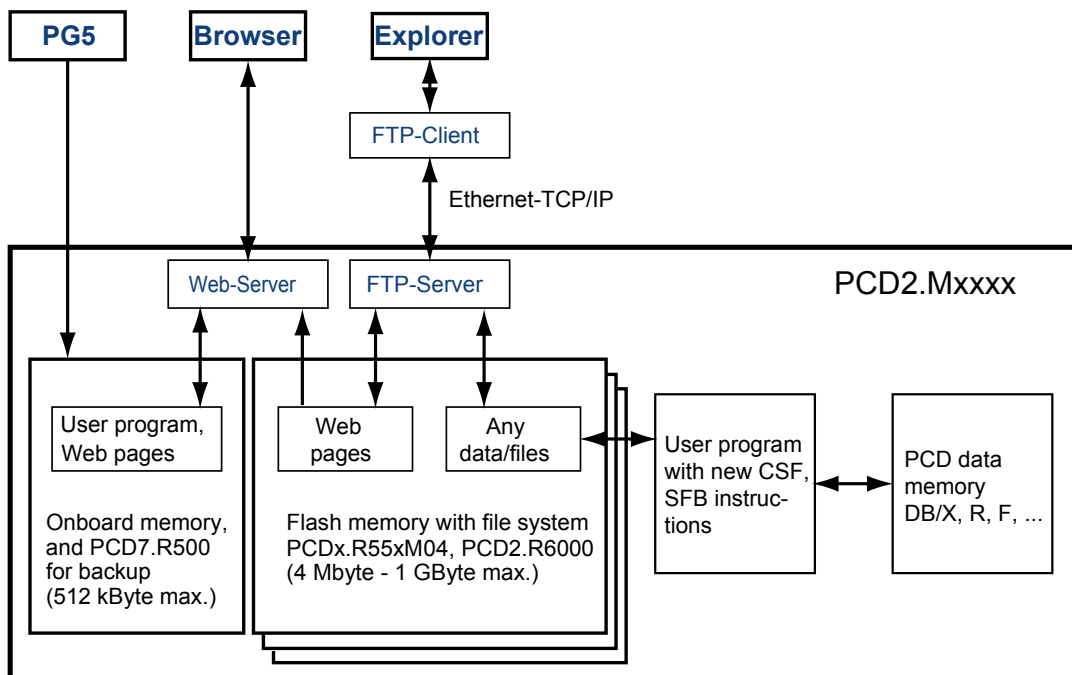 PG5
Browser
Explorer
FTP-Client
Ethernet-TCP/IP
PCD2.Mxxxx
Web-Server
FTP-Server
User program,
Web pages
Onboard memory,
and PCD7.R500
for backup
(512 kByte max.)
Web
pages
Any
data/files
Flash memory with file system
PCDx.R55xM04, PCD2.R6000
(4 Mbyte - 1 GByte max.)
User program
with new CSF,
SFB instruc-
tions
PCD data
memory
DB/X, R, F, ...